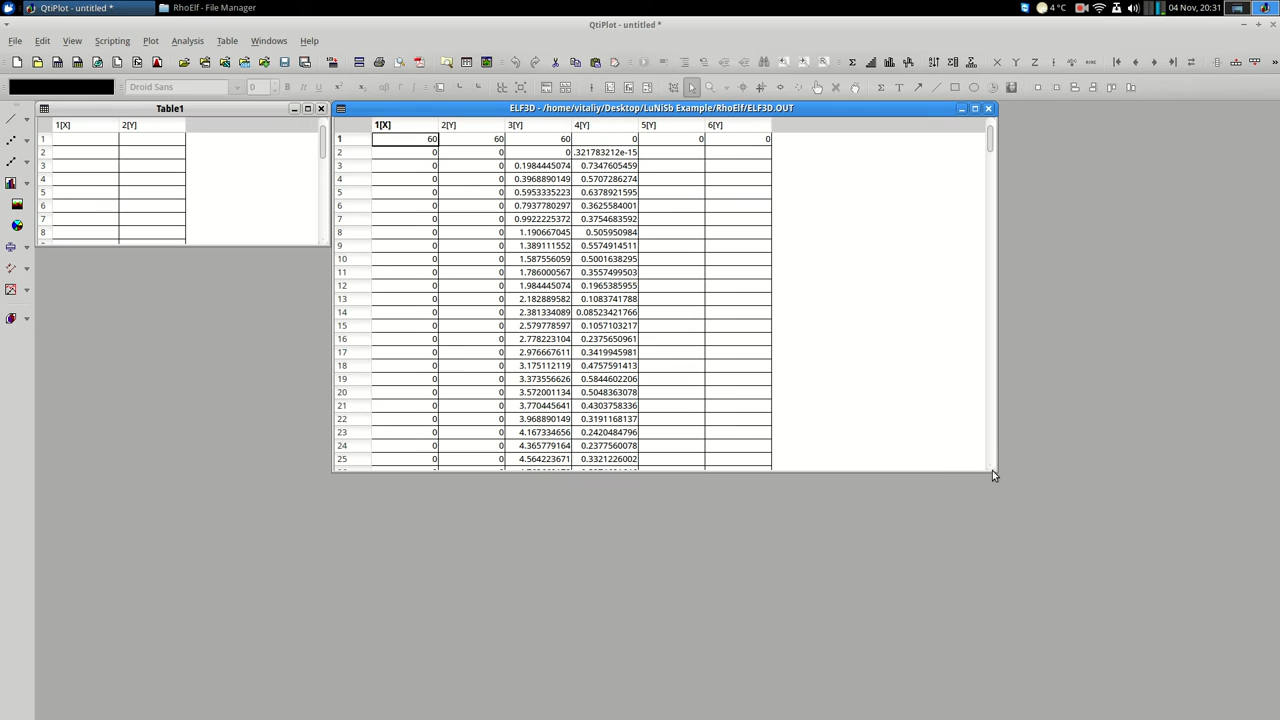 QtiPlot - untitled *
RhoElf - File Manager
4 °C
04 Nov, 20:31
QtiPlot - untitled *
File Edit View Scripting Plot Analysis Table Windows Help
Droid Sans 0
Table1
1[X] 2[Y]
1
2
3
4
5
6
7
8
ELF3D - /home/vitaliy/Desktop/LuNiSb Example/RhoElf/ELF3D.OUT
1[X] 2[Y] 3[Y] 4[Y] 5[Y] 6[Y]
1 60 60 60 0 0 0
2 0 0 0 .321783212e-15
3 0 0 0.1984445074 0.7347605459
4 0 0 0.3968890149 0.5707286274
5 0 0 0.5953335223 0.6378921595
6 0 0 0.7937780297 0.3625584001
7 0 0 0.9922225372 0.3754683592
8 0 0 1.190667045 0.505950984
9 0 0 1.389111552 0.5574914511
10 0 0 1.587556059 0.5001638295
11 0 0 1.786000567 0.3557499503
12 0 0 1.984445074 0.1965385955
13 0 0 2.182889582 0.1083741788
14 0 0 2.381334089 0.08523421766
15 0 0 2.579778597 0.1057103217
16 0 0 2.778223104 0.2375650961
17 0 0 2.976667611 0.3419945981
18 0 0 3.175112119 0.4757591413
19 0 0 3.373556626 0.5844602206
20 0 0 3.572001134 0.5048363078
21 0 0 3.770445641 0.4303758336
22 0 0 3.968890149 0.3191168137
23 0 0 4.167334656 0.2420484796
24 0 0 4.365779164 0.2377560078
25 0 0 4.564223671 0.3321226002